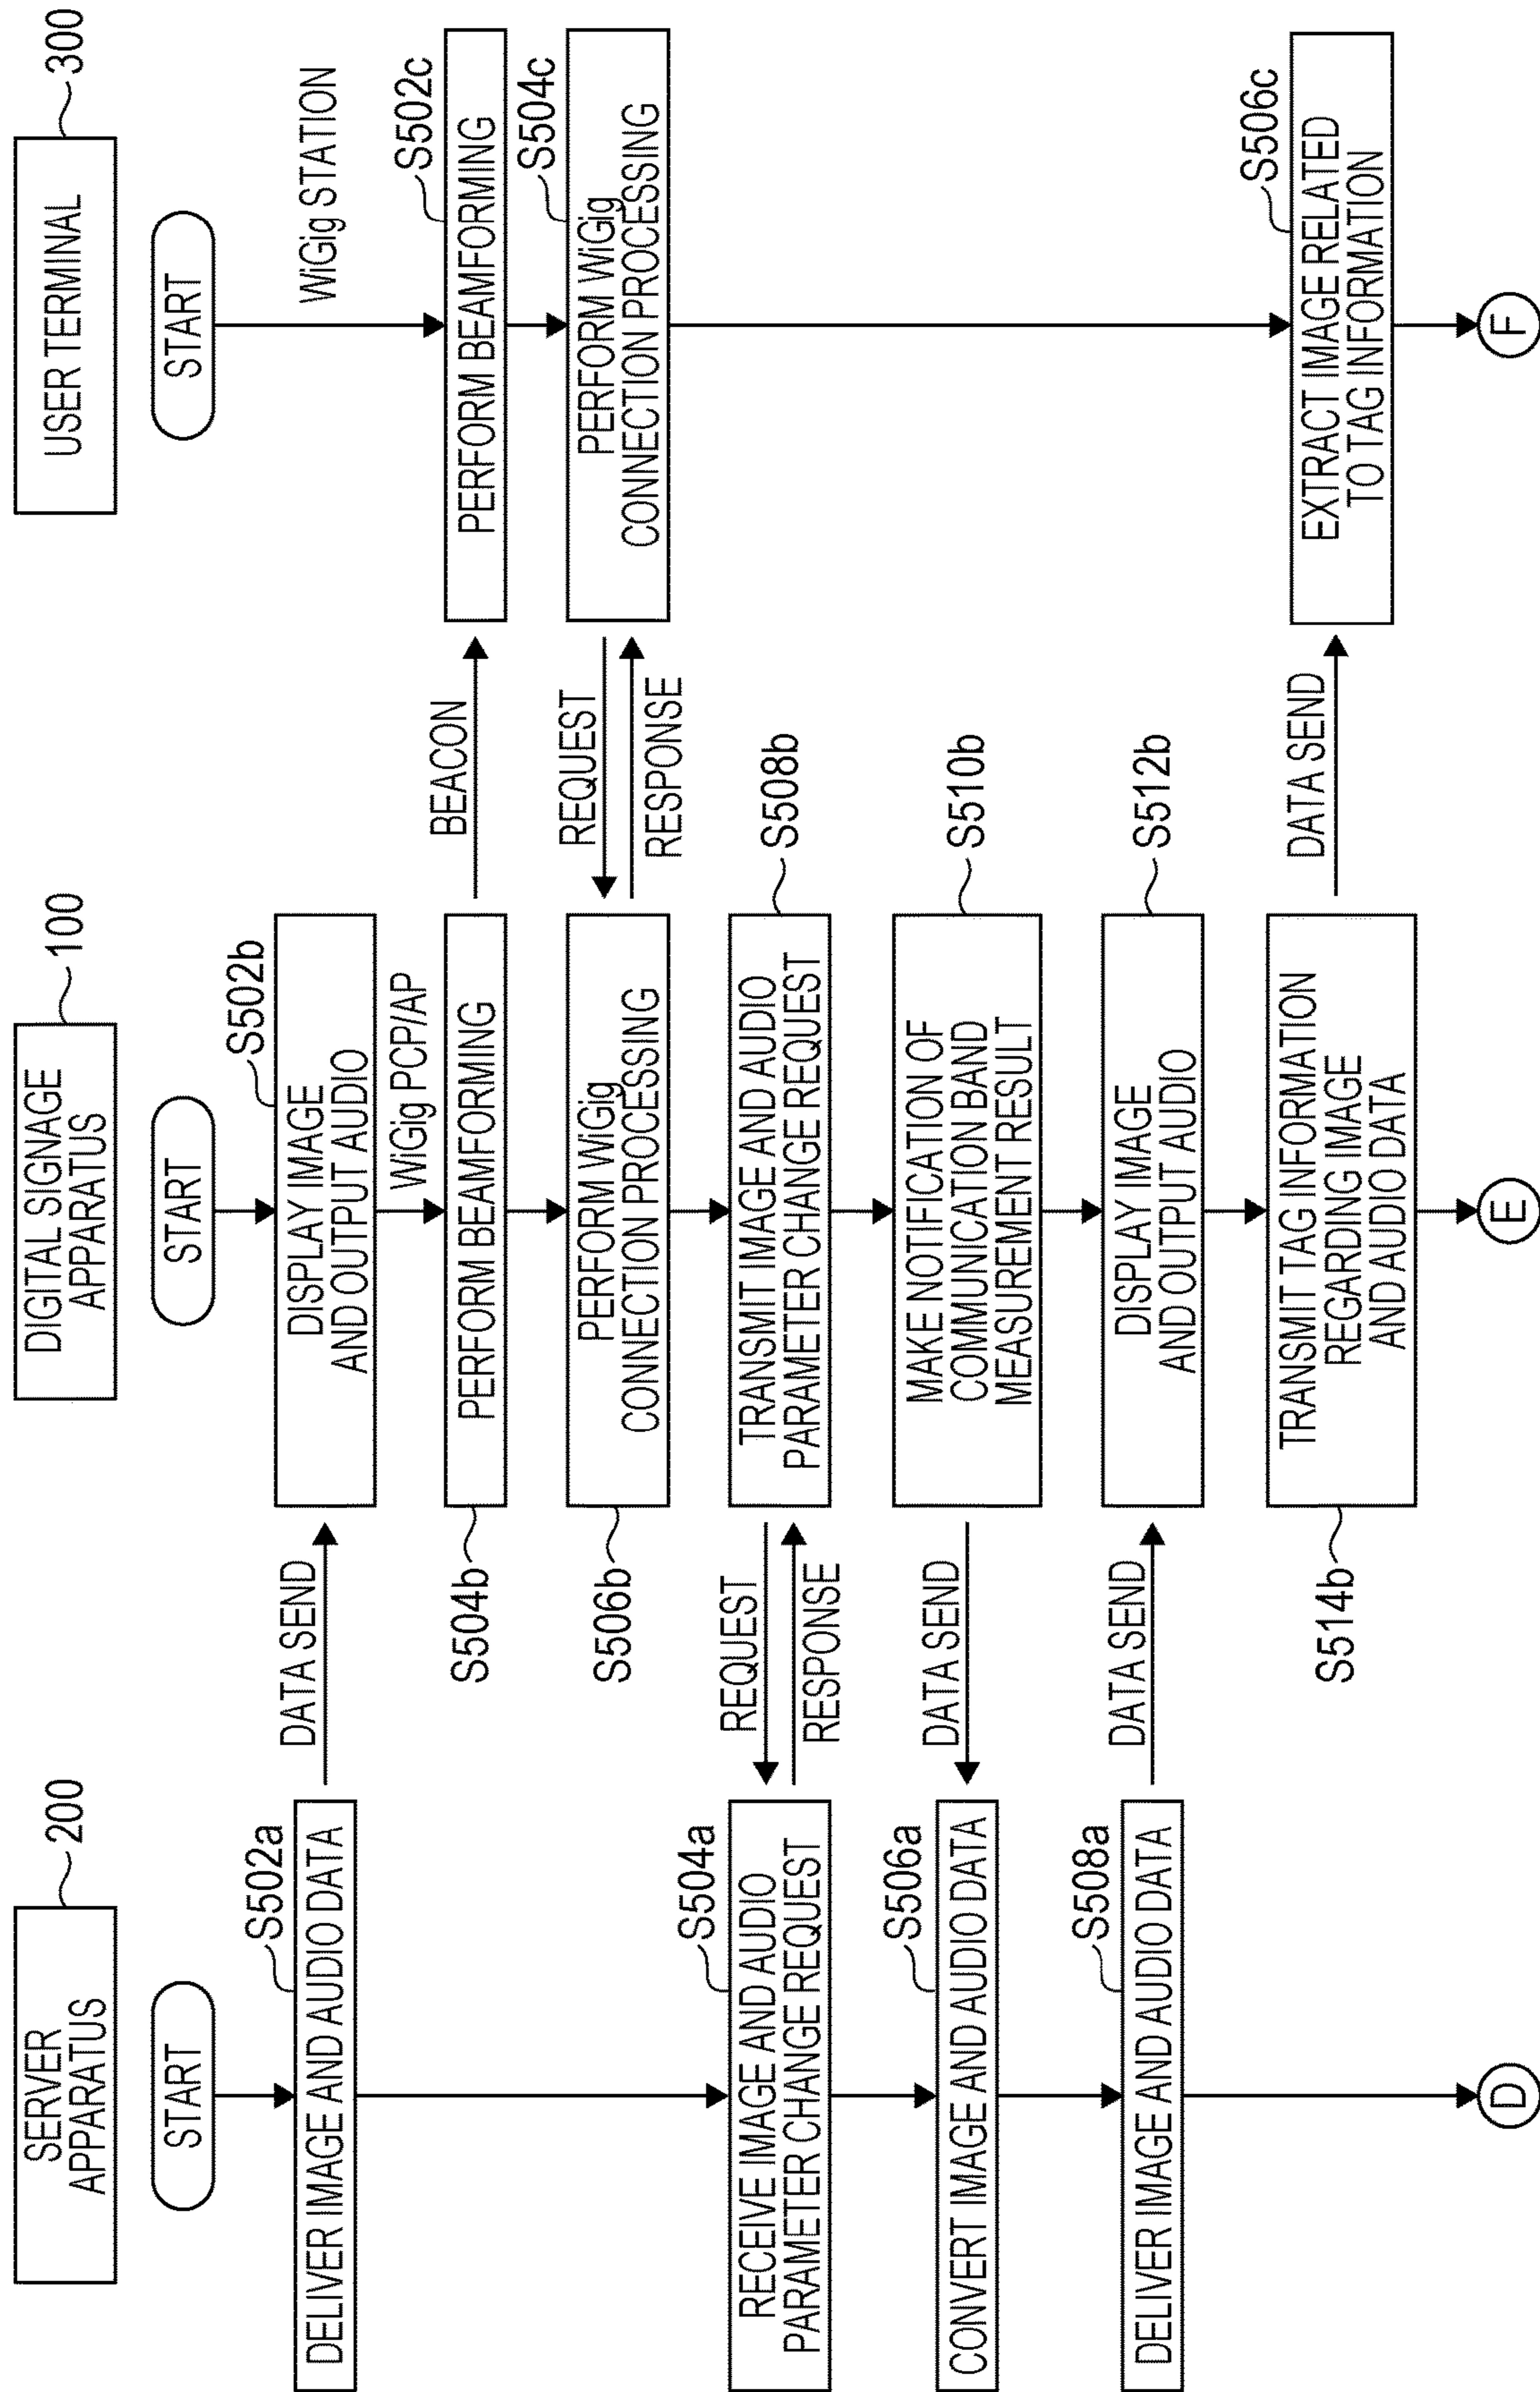 SERVER
APPARATUS
200
START
S502a
DELIVER IMAGE AND AUDIO DATA
S504a
RECEIVE IMAGE AND AUDIO
PARAMETER CHANGE REQUEST
S506a
CONVERT IMAGE AND AUDIO DATA
S508a
DELIVER IMAGE AND AUDIO DATA
D
DATA SEND
REQUEST
RESPONSE
DATA SEND
DATA SEND
DIGITAL SIGNAGE
APPARATUS
100
START
S502b
DISPLAY IMAGE
AND OUTPUT AUDIO
WiGig PCP/AP
S504b
PERFORM BEAMFORMING
S506b
PERFORM WiGig
CONNECTION PROCESSING
S508b
TRANSMIT IMAGE AND AUDIO
PARAMETER CHANGE REQUEST
S510b
MAKE NOTIFICATION OF
COMMUNICATION BAND
MEASUREMENT RESULT
S512b
DISPLAY IMAGE
AND OUTPUT AUDIO
S514b
TRANSMIT TAG INFORMATION
REGARDING IMAGE
AND AUDIO DATA
E
BEACON
REQUEST
RESPONSE
DATA SEND
USER TERMINAL
300
START
WiGig STATION
S502c
PERFORM BEAMFORMING
S504c
PERFORM WiGig
CONNECTION PROCESSING
S506c
EXTRACT IMAGE RELATED
TO TAG INFORMATION
F